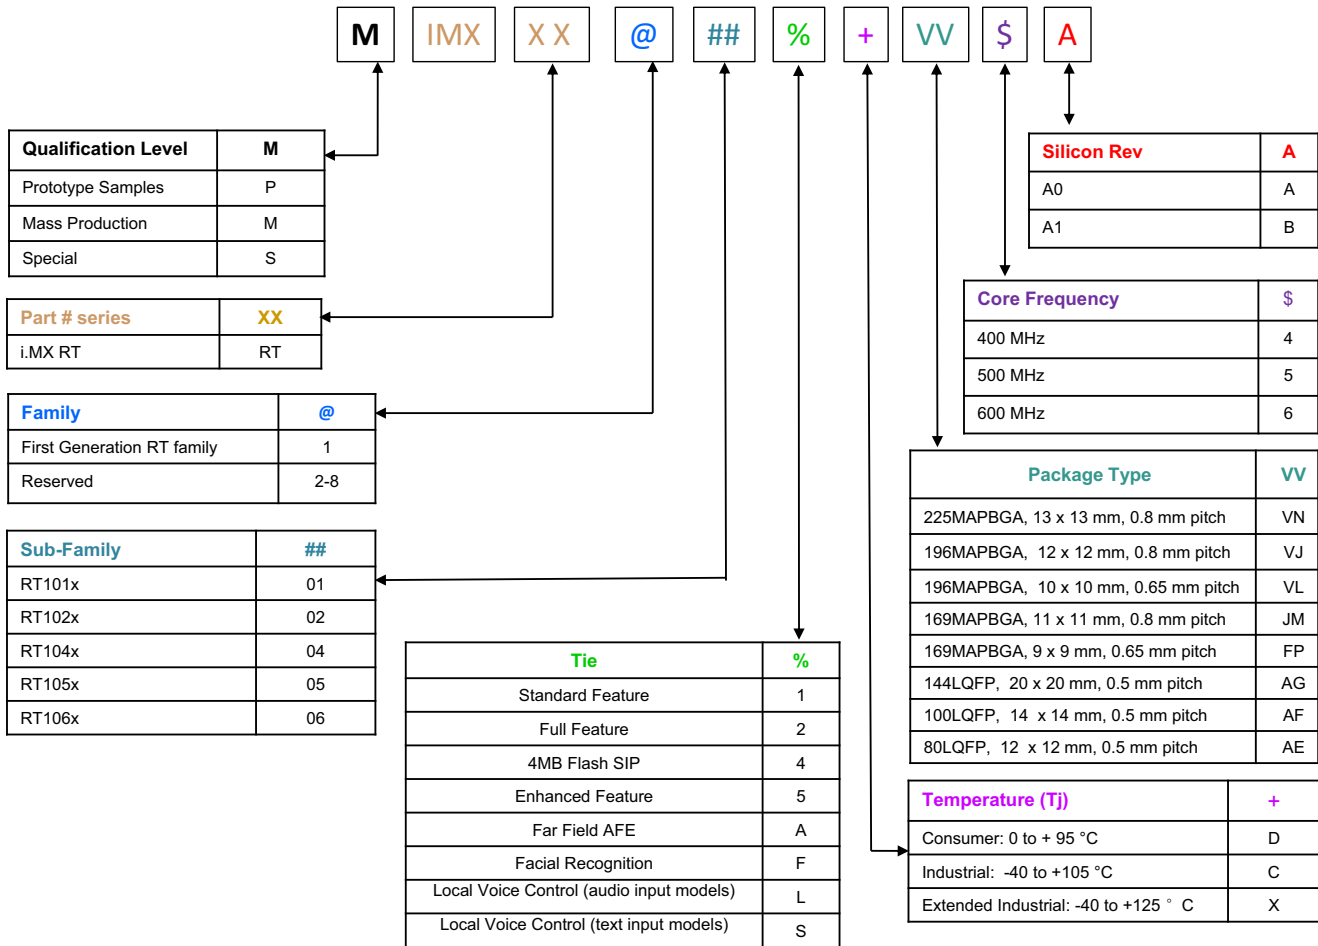 M IMX X X @ ## % + VV $ A
Qualification Level M
Prototype Samples P
Mass Production M
Special S
Part # series XX
i.MX RT RT
Family @
First Generation RT family 1
Reserved 2-8
Sub-Family ##
RT101x 01
RT102x 02
RT104x 04
RT105x 05
RT106x 06
Tie %
Standard Feature 1
Full Feature 2
4MB Flash SIP 4
Enhanced Feature 5
Far Field AFE A
Facial Recognition F
Local Voice Control (audio input models) L
Local Voice Control (text input models) S
Silicon Rev A
A0 A
A1 B
Core Frequency $
400 MHz 4
500 MHz 5
600 MHz 6
Package Type VV
225MAPBGA, 13 x 13 mm, 0.8 mm pitch VN
196MAPBGA, 12 x 12 mm, 0.8 mm pitch VJ
196MAPBGA, 10 x 10 mm, 0.65 mm pitch VL
169MAPBGA, 11 x 11 mm, 0.8 mm pitch JM
169MAPBGA, 9 x 9 mm, 0.65 mm pitch FP
144LQFP, 20 x 20 mm, 0.5 mm pitch AG
100LQFP, 14 x 14 mm, 0.5 mm pitch AF
80LQFP, 12 x 12 mm, 0.5 mm pitch AE
Temperature (Tj) +
Consumer: 0 to + 95 °C D
Industrial: -40 to +105 °C C
Extended Industrial: -40 to +125 ° C X